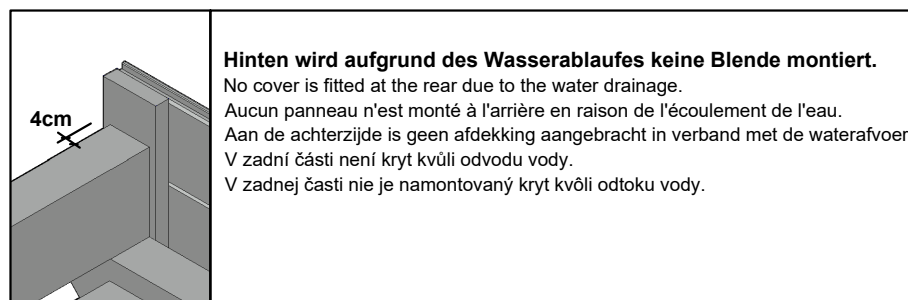 4cm
Hinten wird aufgrund des Wasserablaufes keine Blende montiert.
No cover is fitted at the rear due to the water drainage.
Aucun panneau n'est monté à l'arrière en raison de l'écoulement de l'eau.
Aan de achterzijde is geen afdekking aangebracht in verband met de waterafvoer
V zadní části není kryt kvůli odvodu vody.
V zadnej časti nie je namontovaný kryt kvôli odtoku vody.